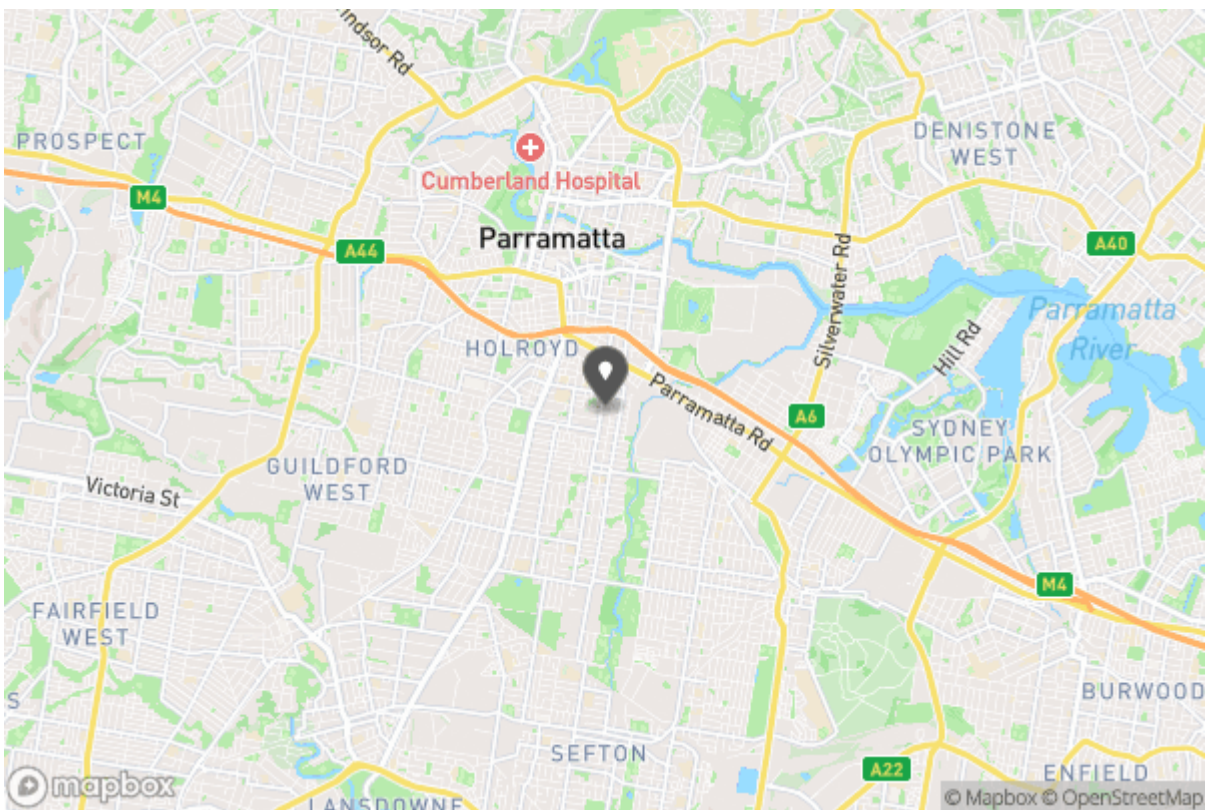 indsor Rd
PROSPECT
DENISTONE
WEST
Cumberland Hospital
M4
Parramatta
A44
A40
Silverwater Rd
Parramatta
River
Hill Rd
HOLROYD
Parramatta Rd
A6
SYDNEY
OLYMPIC PARK
GUILDFORD
WEST
Victoria St
M4
FAIRFIELD
WEST
S
BURWOOD
SEFTON
A22
ENFIELD
mapbox
LANSDOWNE
© Mapbox © OpenStreetMap